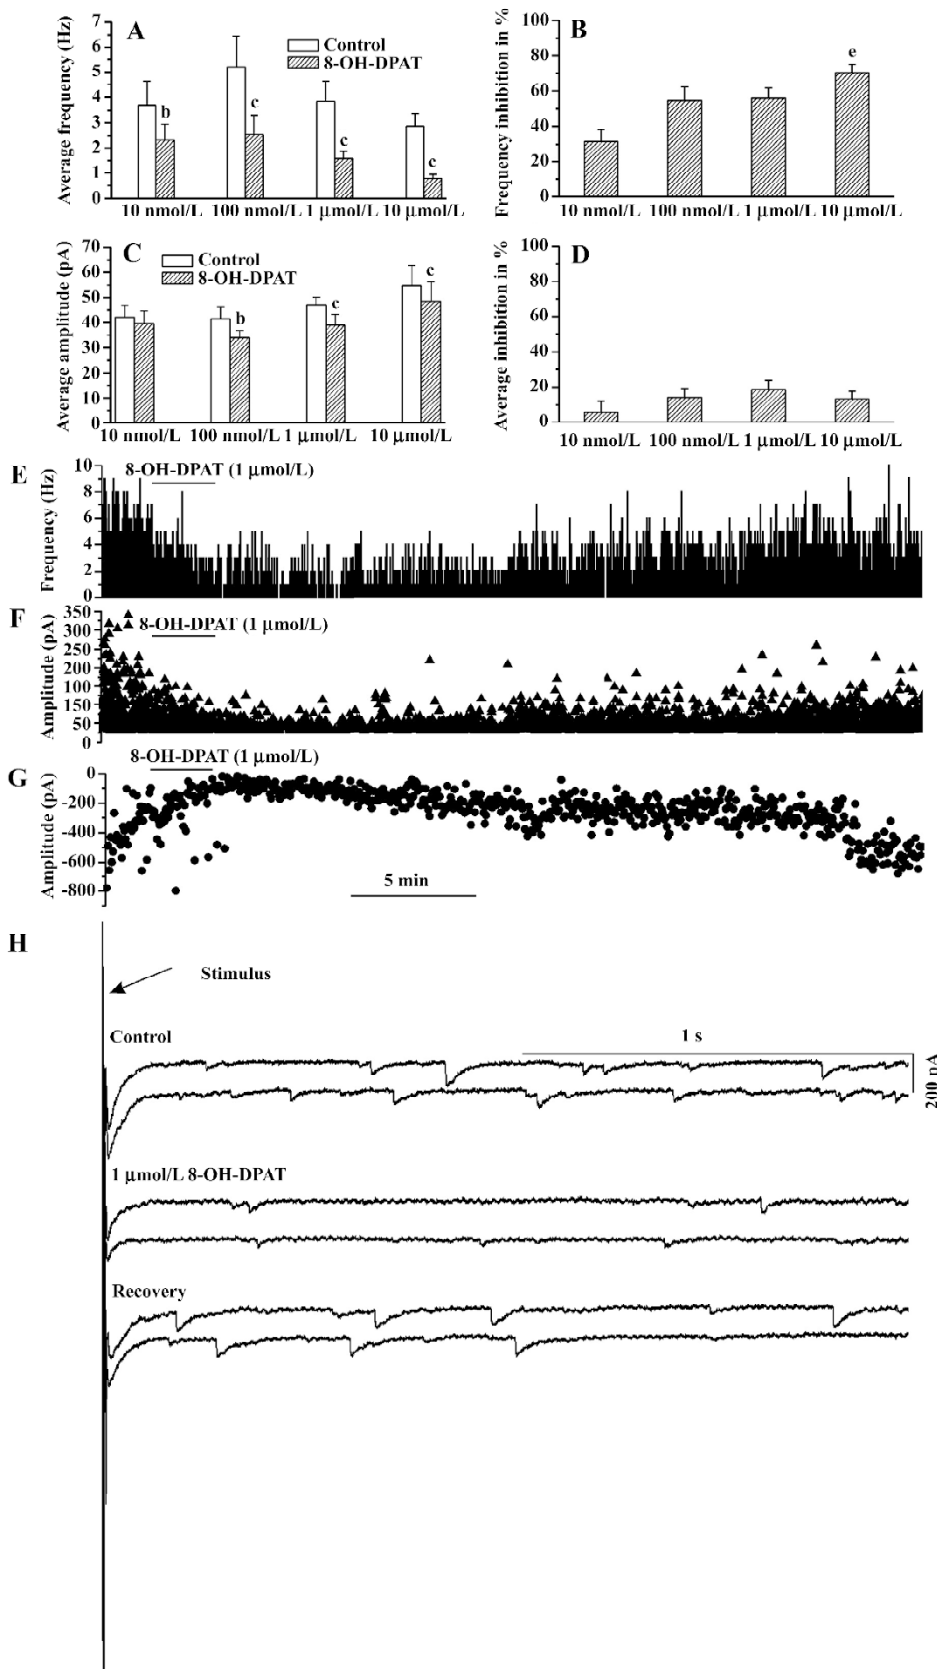 A
Control
8-OH-DPAT
Average frequency (Hz)
7
6
5
4
3
2
1
0
b
c
c
c
10 nmol/L 100 nmol/L 1 μmol/L 10 μmol/L
B
Frequency inhibition in %
100
80
60
40
20
0
e
10 nmol/L 100 nmol/L 1 μmol/L 10 μmol/L
C
Control
8-OH-DPAT
Average amplitude (pA)
70
60
50
40
30
20
10
0
b
c
c
10 nmol/L 100 nmol/L 1 μmol/L 10 μmol/L
D
Average inhibition in %
100
80
60
40
20
0
10 nmol/L 100 nmol/L 1 μmol/L 10 μmol/L
E
8-OH-DPAT (1 μmol/L)
Frequency (Hz)
10
8
6
4
2
0
F
8-OH-DPAT (1 μmol/L)
Amplitude (pA)
350
300
250
200
100
150
50
0
G
8-OH-DPAT (1 μmol/L)
Amplitude (pA)
0
-200
-400
-600
-800
5 min
H
Stimulus
Control
1 s
200 pA
1 μmol/L 8-OH-DPAT
Recovery